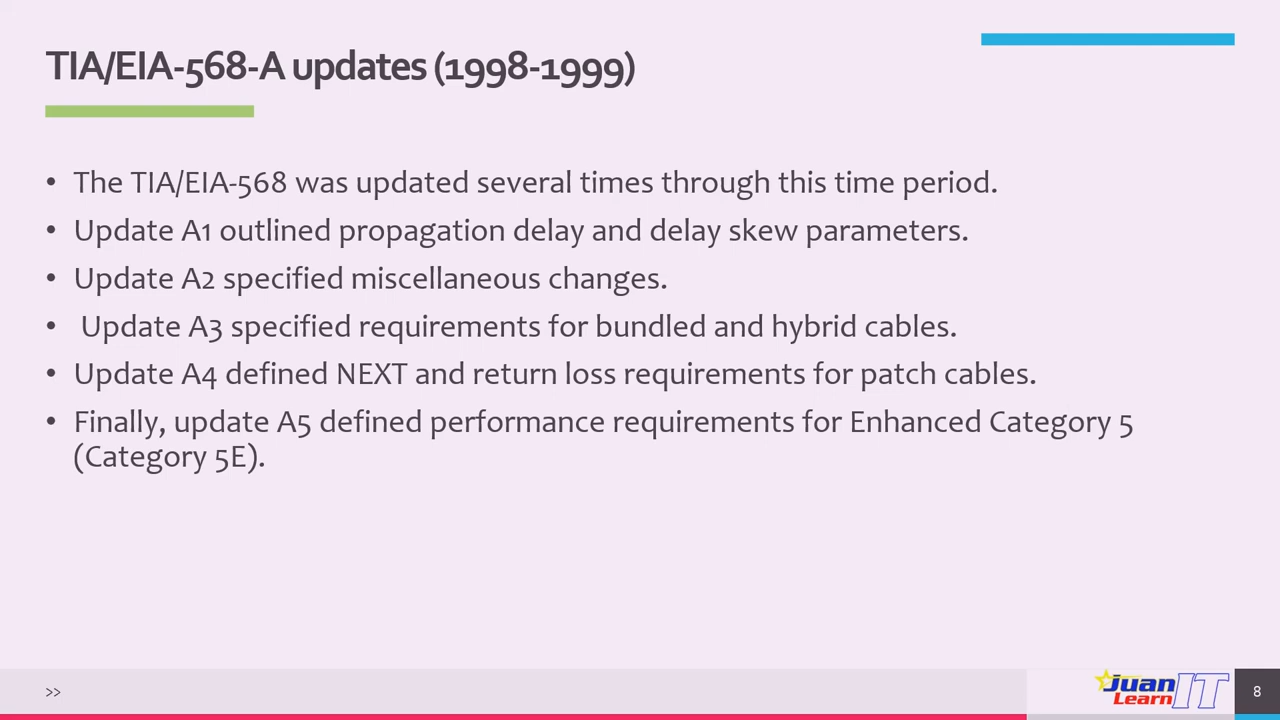 TIA/EIA-568-A updates (1998-1999)
• The TIA/EIA-568 was updated several times through this time period.
• Update A1 outlined propagation delay and delay skew parameters.
• Update A2 specified miscellaneous changes.
• Update A3 specified requirements for bundled and hybrid cables.
• Update A4 defined NEXT and return loss requirements for patch cables.
• Finally, update A5 defined performance requirements for Enhanced Category 5
(Category 5E).
>>
Juan
Learn IT
8